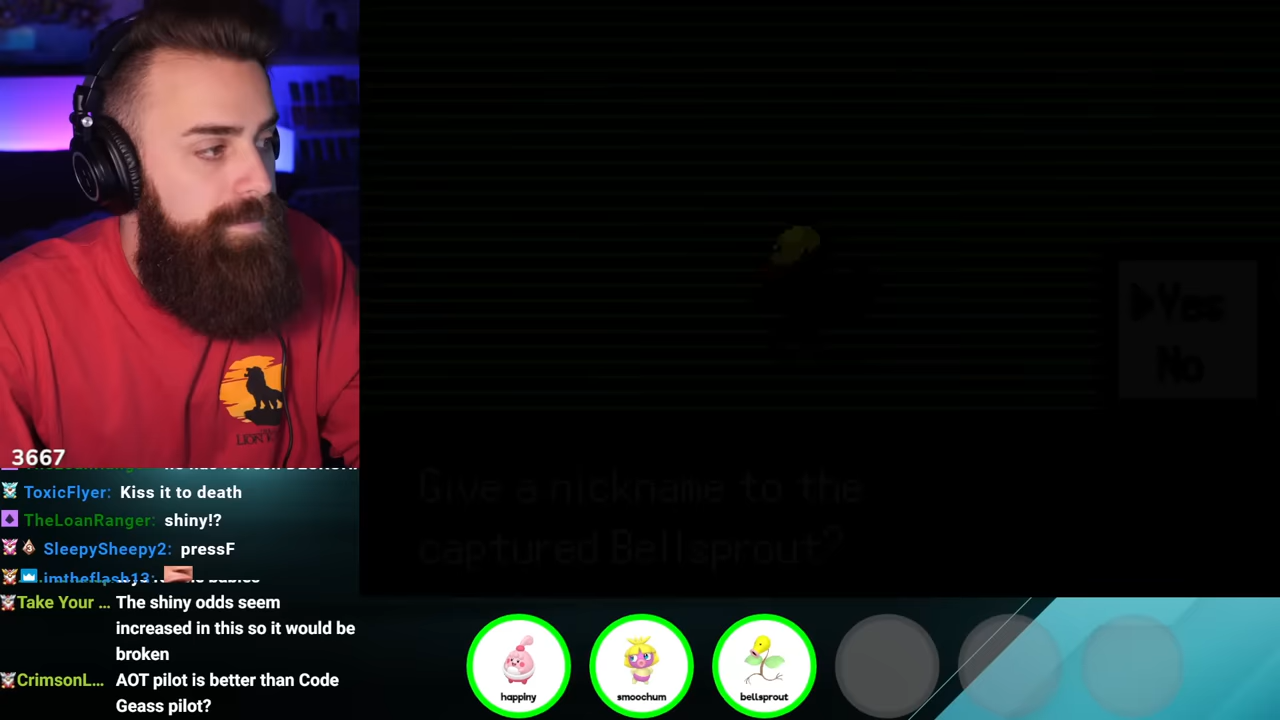 LION
3667
ToxicFlyer: Kiss it to death
TheLoanRanger: shiny!?
SleepySheepy2: pressF
imtheflash13:
Take Your ... The shiny odds seem
increased in this so it would be
broken
CrimsonL... AOT pilot is better than Code
Geass pilot?
Yes
No
Give a nickname to the
captured Bellsprout?
happiny
smoochum
bellsprout